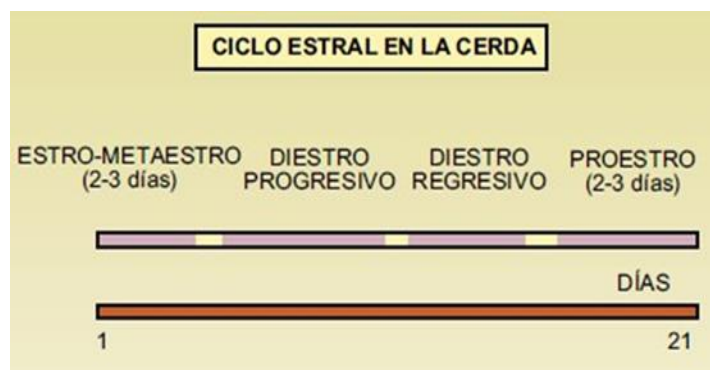 CICLO ESTRAL EN LA CERDA
ESTRO-METAESTRO
(2-3 días)
DIESTRO
PROGRESIVO
DIESTRO
REGRESIVO
PROESTRO
(2-3 días)
DÍAS
1
21